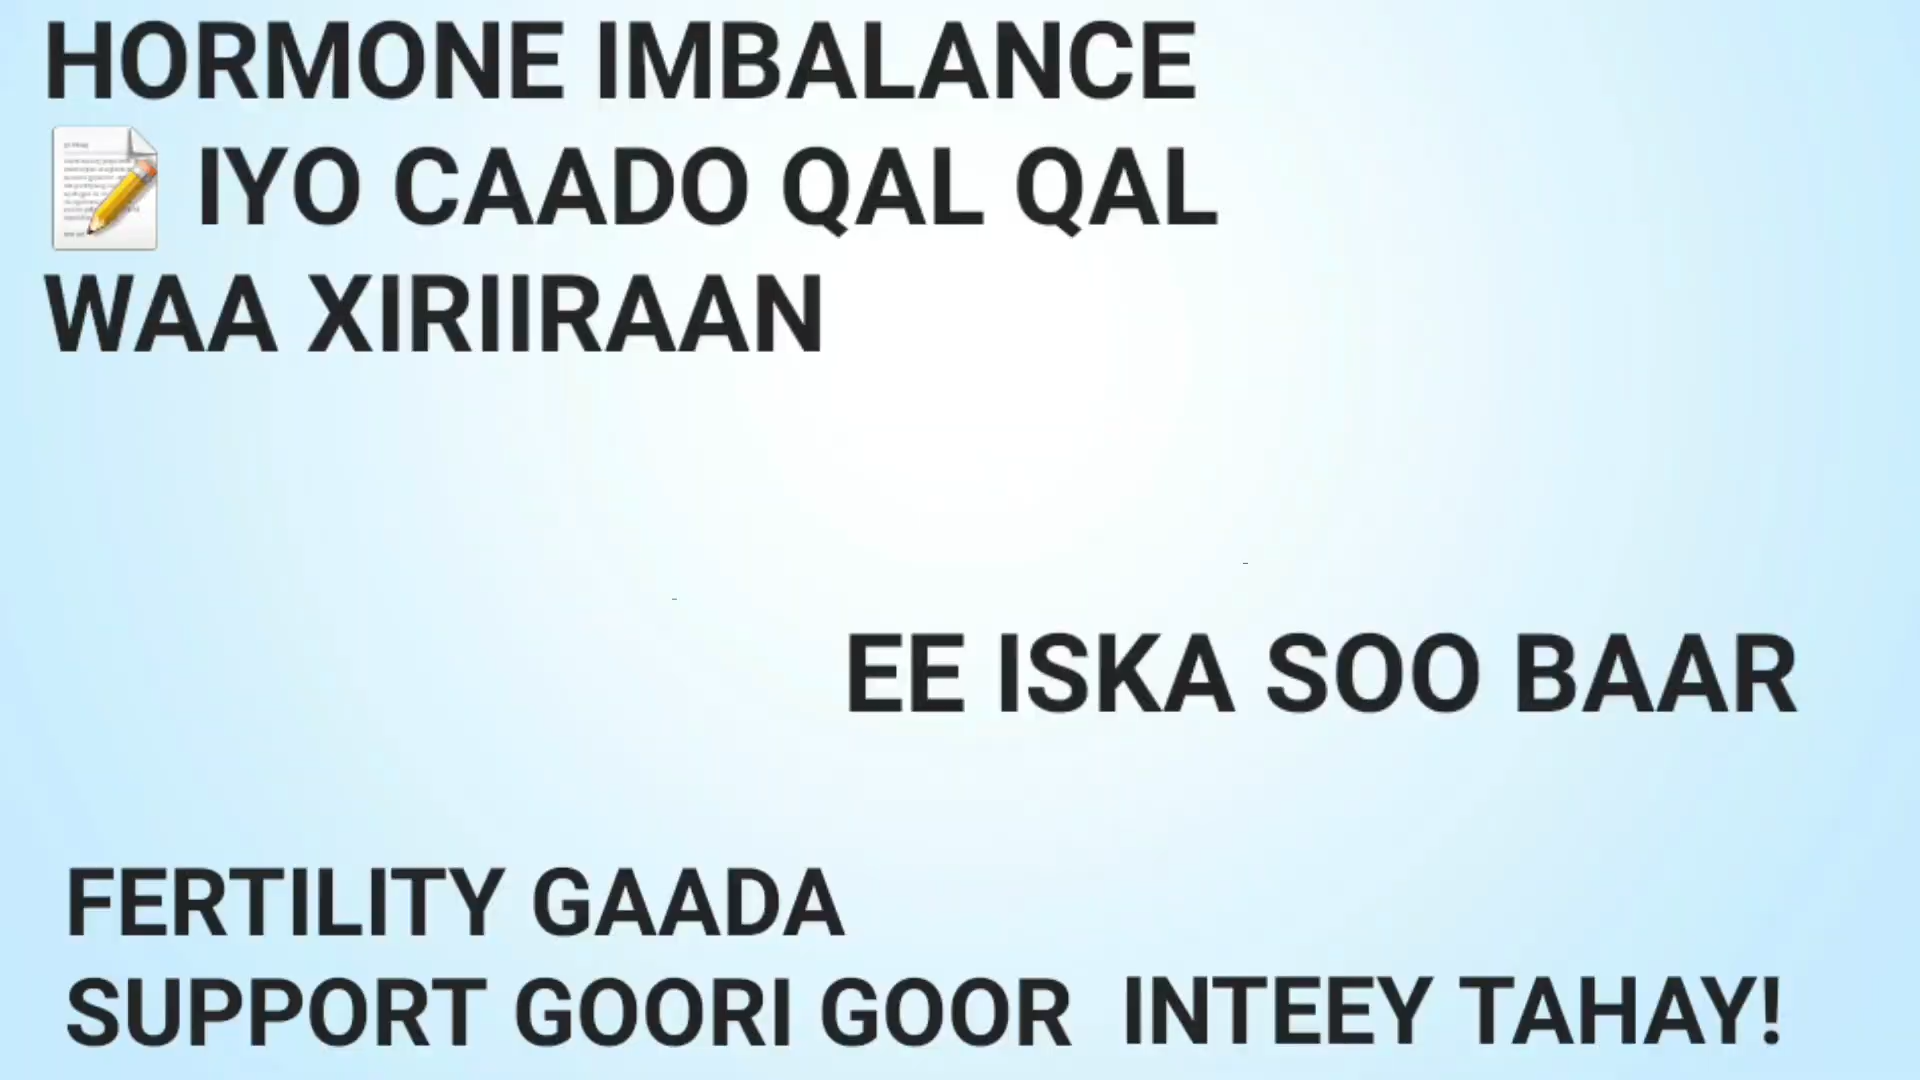 HORMONE IMBALANCE
📝 IYO CAADO QAL QAL
WAA XIRIIRAAN
EE ISKA SOO BAAR
FERTILITY GAADA
SUPPORT GOORI GOOR INTEEY TAHAY!